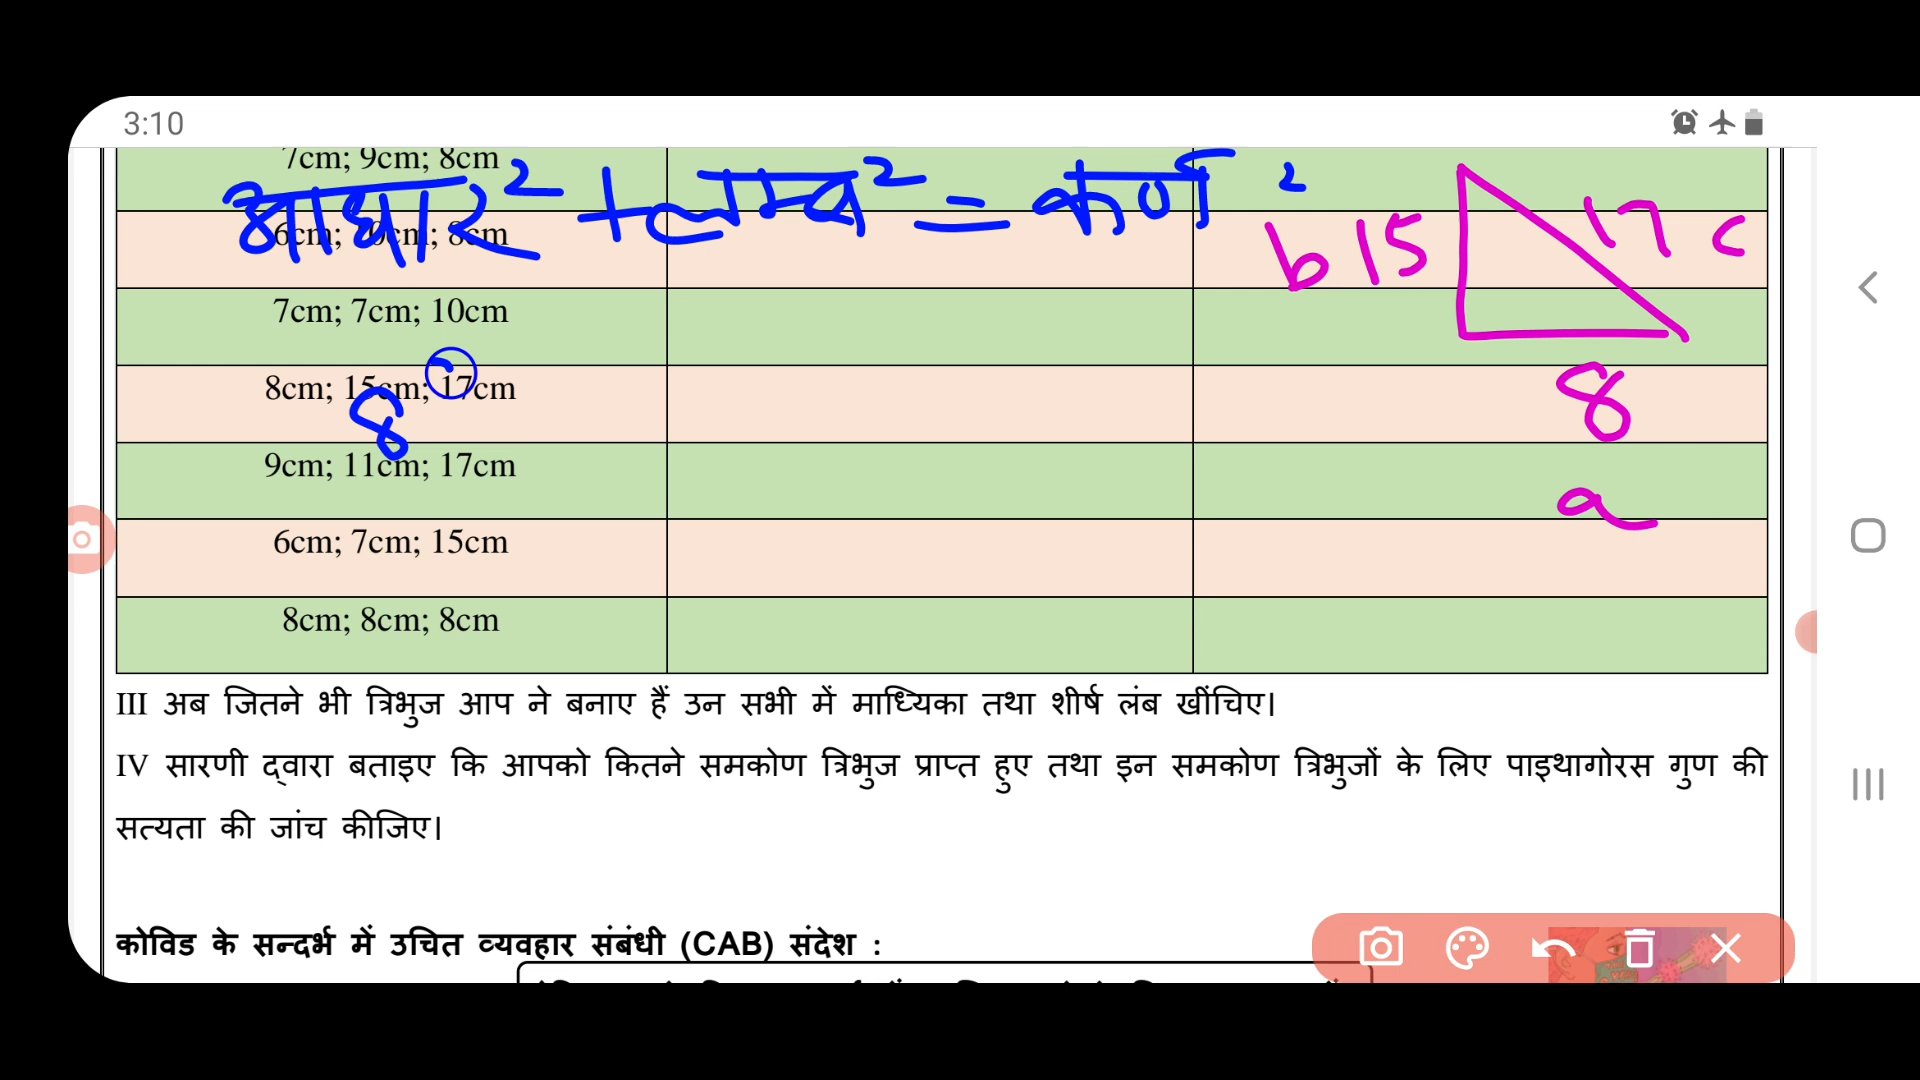 3:10
7cm; 9cm; 8cm
आधार² + लम्ब² = कर्ण ²
6cm; 10cm; 8cm
b 15 17 c
7cm; 7cm; 10cm
8cm; 15cm; 17cm
8
8
9cm; 11cm; 17cm
a
6cm; 7cm; 15cm
8cm; 8cm; 8cm
III अब जितने भी त्रिभुज आप ने बनाए हैं उन सभी में माध्यिका तथा शीर्ष लंब खींचिए।
IV सारणी द्वारा बताइए कि आपको कितने समकोण त्रिभुज प्राप्त हुए तथा इन समकोण त्रिभुजों के लिए पाइथागोरस गुण की
सत्यता की जांच कीजिए।
कोविड के सन्दर्भ में उचित व्यवहार संबंधी (CAB) संदेश :